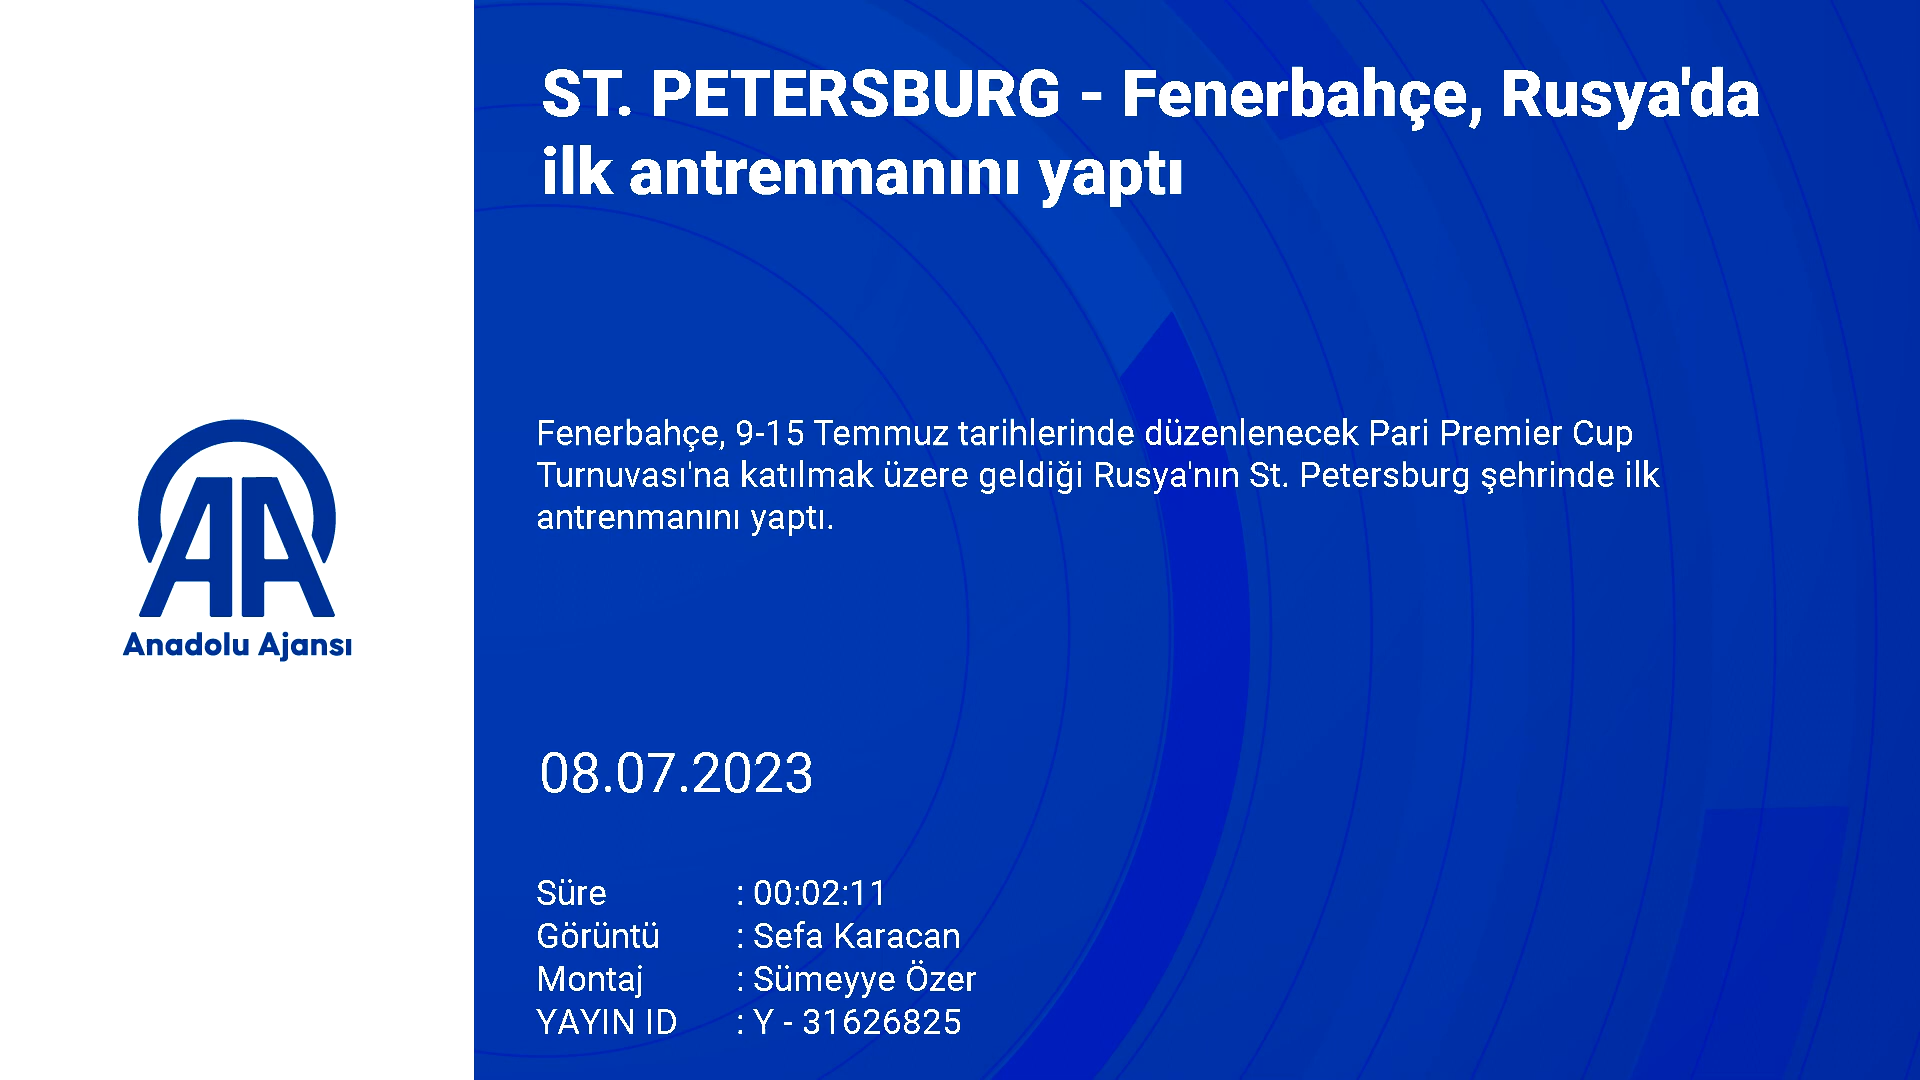 ST. PETERSBURG - Fenerbahçe, Rusya'da
ilk antrenmanını yaptı
Fenerbahçe, 9-15 Temmuz tarihlerinde düzenlenecek Pari Premier Cup
Turnuvası'na katılmak üzere geldiği Rusya'nın St. Petersburg şehrinde ilk
antrenmanını yaptı.
AA
Anadolu Ajansı
08.07.2023
Süre : 00:02:11
Görüntü : Sefa Karacan
Montaj : Sümeyye Özer
YAYIN ID : Y - 31626825